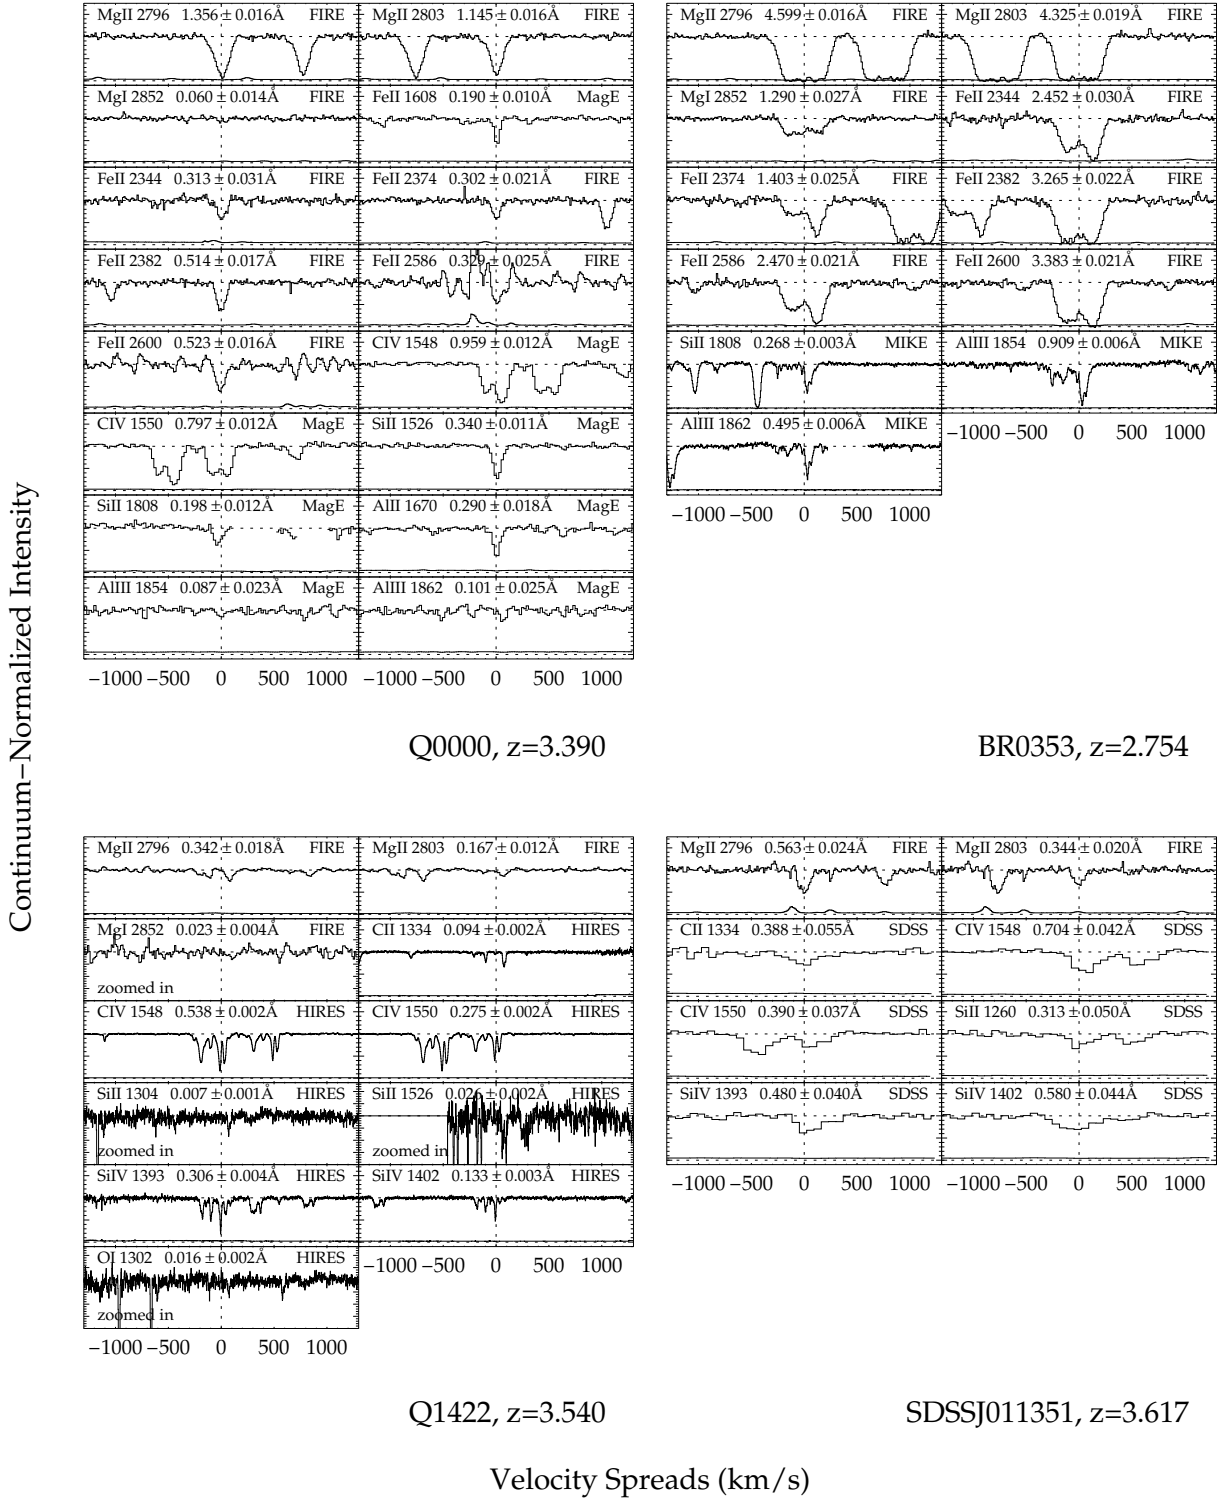 Continuum−Normalized Intensity
MgII 2796 1.356 ± 0.016Å FIRE
MgII 2803 1.145 ± 0.016Å FIRE
MgI 2852 0.060 ± 0.014Å FIRE
FeII 1608 0.190 ± 0.010Å MagE
FeII 2344 0.313 ± 0.031Å FIRE
FeII 2374 0.302 ± 0.021Å FIRE
FeII 2382 0.514 ± 0.017Å FIRE
FeII 2586 0.329 ± 0.025Å FIRE
FeII 2600 0.523 ± 0.016Å FIRE
CIV 1548 0.959 ± 0.012Å MagE
CIV 1550 0.797 ± 0.012Å MagE
SiII 1526 0.340 ± 0.011Å MagE
SiII 1808 0.198 ± 0.012Å MagE
AlII 1670 0.290 ± 0.018Å MagE
AlIII 1854 0.087 ± 0.023Å MagE
AlIII 1862 0.101 ± 0.025Å MagE
−1000 −500 0 500 1000
−1000 −500 0 500 1000
Q0000, z=3.390
MgII 2796 4.599 ± 0.016Å FIRE
MgII 2803 4.325 ± 0.019Å FIRE
MgI 2852 1.290 ± 0.027Å FIRE
FeII 2344 2.452 ± 0.030Å FIRE
FeII 2374 1.403 ± 0.025Å FIRE
FeII 2382 3.265 ± 0.022Å FIRE
FeII 2586 2.470 ± 0.021Å FIRE
FeII 2600 3.383 ± 0.021Å FIRE
SiII 1808 0.268 ± 0.003Å MIKE
AlIII 1854 0.909 ± 0.006Å MIKE
AlIII 1862 0.495 ± 0.006Å MIKE
−1000 −500 0 500 1000
−1000 −500 0 500 1000
BR0353, z=2.754
MgII 2796 0.342 ± 0.018Å FIRE
MgII 2803 0.167 ± 0.012Å FIRE
MgI 2852 0.023 ± 0.004Å FIRE
zoomed in
CII 1334 0.094 ± 0.002Å HIRES
CIV 1548 0.538 ± 0.002Å HIRES
CIV 1550 0.275 ± 0.002Å HIRES
SiII 1304 0.007 ± 0.001Å HIRES
zoomed in
SiII 1526 0.026 ± 0.002Å HIRES
zoomed in
SiIV 1393 0.306 ± 0.004Å HIRES
SiIV 1402 0.133 ± 0.003Å HIRES
OI 1302 0.016 ± 0.002Å HIRES
zoomed in
−1000 −500 0 500 1000
−1000 −500 0 500 1000
Q1422, z=3.540
MgII 2796 0.563 ± 0.024Å FIRE
MgII 2803 0.344 ± 0.020Å FIRE
CII 1334 0.388 ± 0.055Å SDSS
CIV 1548 0.704 ± 0.042Å SDSS
CIV 1550 0.390 ± 0.037Å SDSS
SiII 1260 0.313 ± 0.050Å SDSS
SiIV 1393 0.480 ± 0.040Å SDSS
SiIV 1402 0.580 ± 0.044Å SDSS
−1000 −500 0 500 1000
−1000 −500 0 500 1000
SDSSJ011351, z=3.617
Velocity Spreads (km/s)